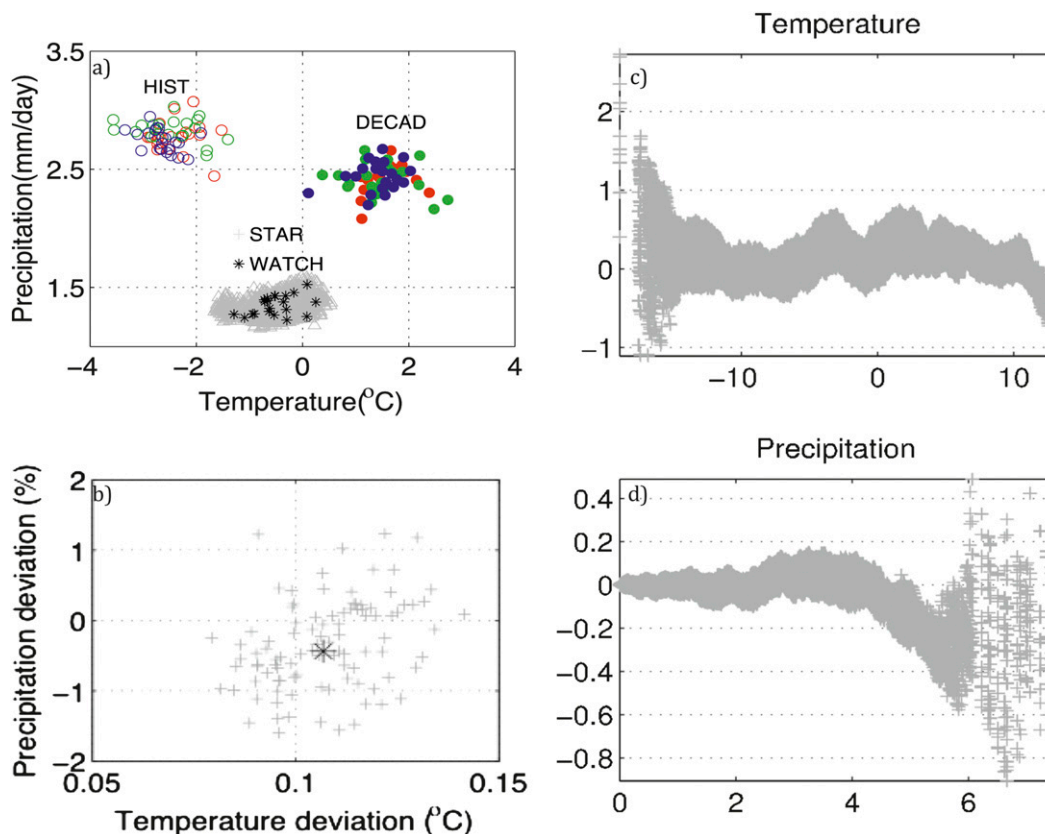 a)
3.5
Precipitation(mm/day)
2.5
1.5
HIST
DECAD
STAR
WATCH
−4 −2 0 2 4
Temperature(°C)
Temperature
c)
2
1
0
−1
−10 0 10
b)
2
1
0
−1
−2
Precipitation deviation (%)
0.05 0.1 0.15
Temperature deviation (°C)
Precipitation
d)
0.4
0.2
0
−0.2
−0.4
−0.6
−0.8
0 2 4 6